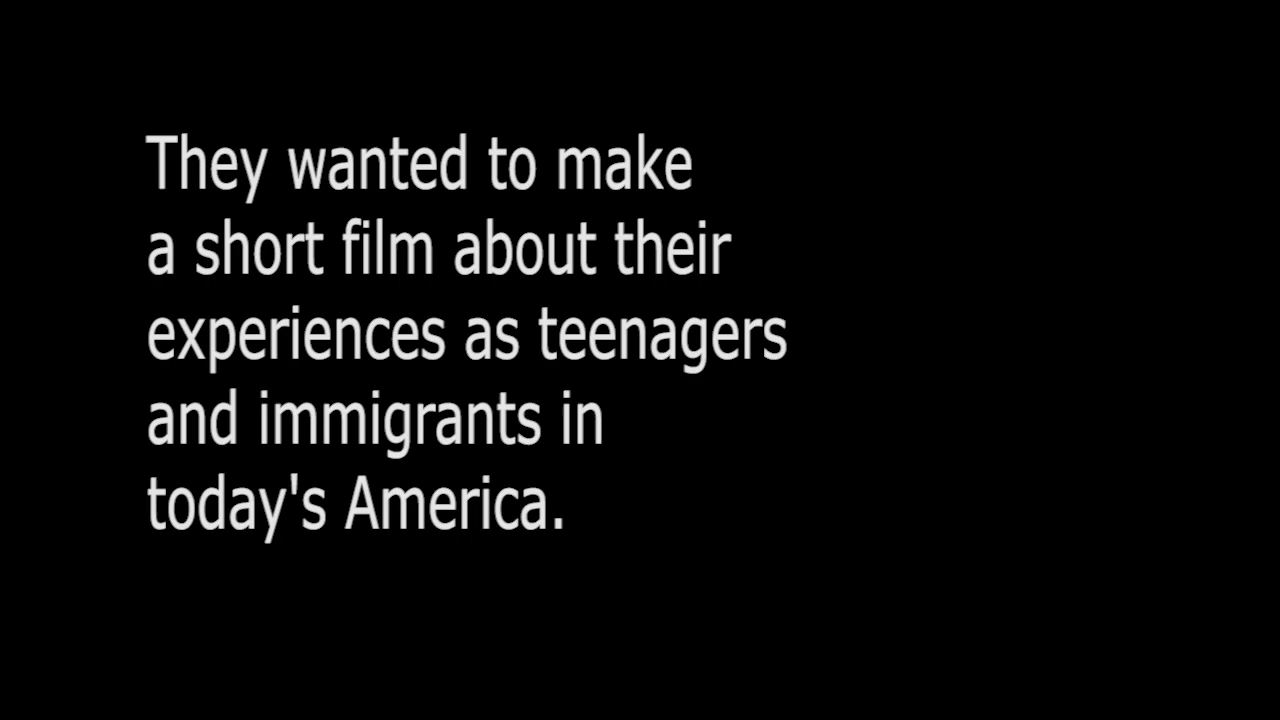 They wanted to make
a short film about their
experiences as teenagers
and immigrants in
today's America.